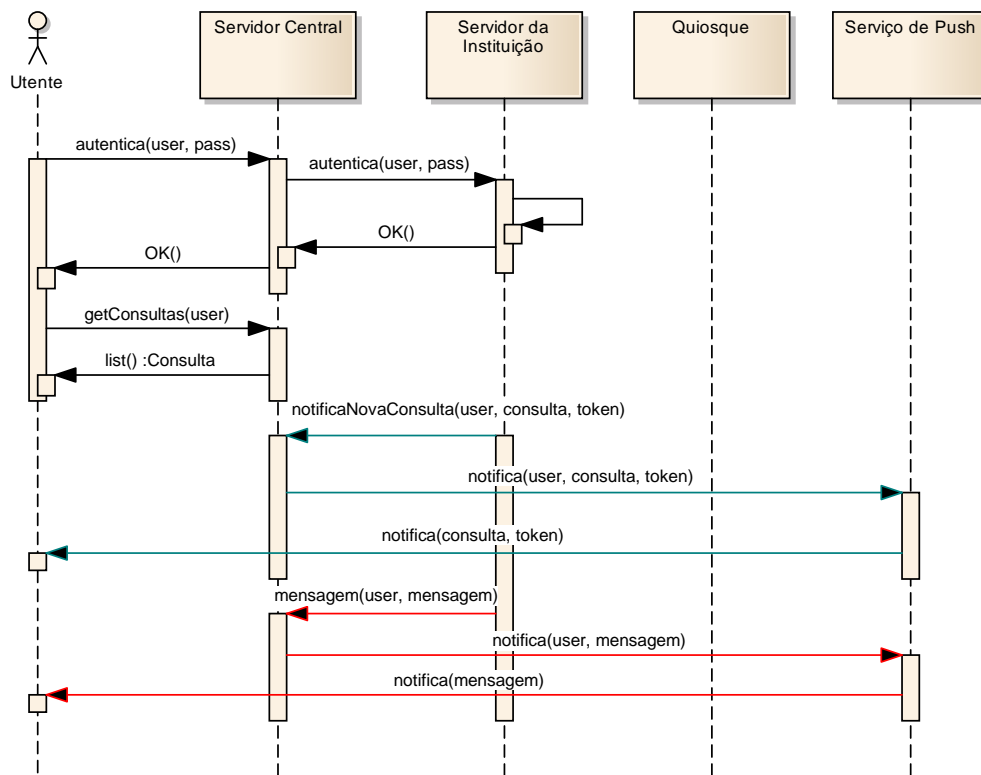 Utente
Servidor Central
Servidor da
Instituição
Quiosque
Serviço de Push
autentica(user, pass)
autentica(user, pass)
OK()
OK()
getConsultas(user)
list() :Consulta
notificaNovaConsulta(user, consulta, token)
notifica(user, consulta, token)
notifica(consulta, token)
mensagem(user, mensagem)
notifica(user, mensagem)
notifica(mensagem)